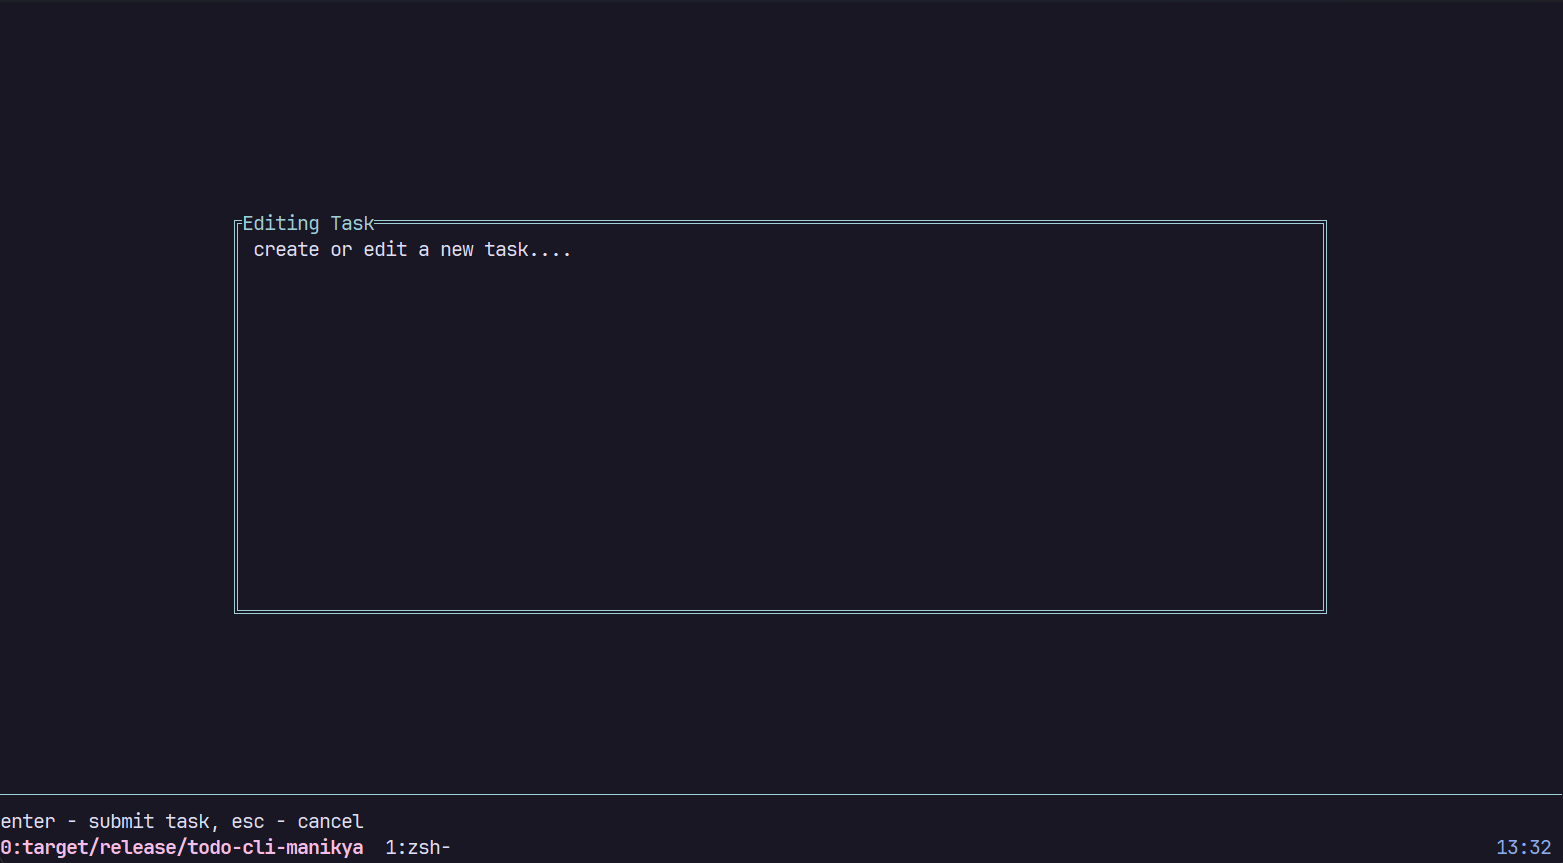 Editing Task
create or edit a new task....
enter - submit task, esc - cancel
0:target/release/todo-cli-manikya  1:zsh-  13:32